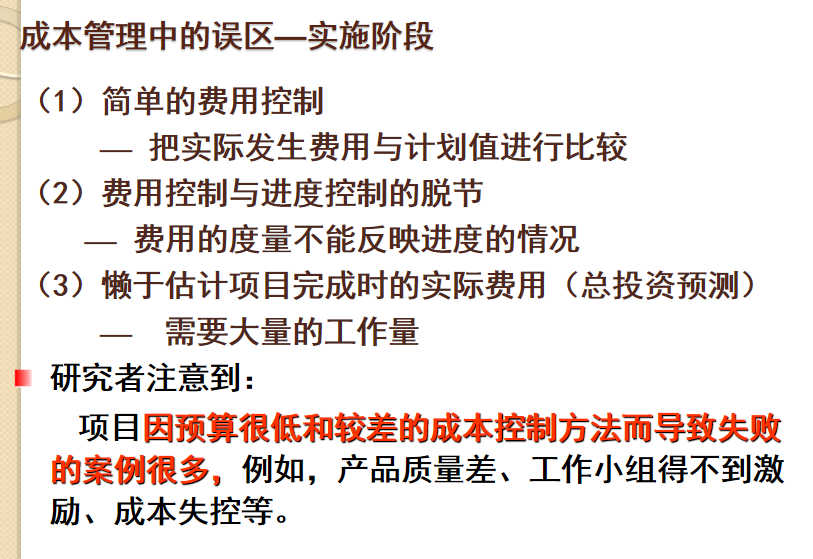 成本管理中的误区—实施阶段
（1）简单的费用控制
— 把实际发生费用与计划值进行比较
（2）费用控制与进度控制的脱节
— 费用的度量不能反映进度的情况
（3）懒于估计项目完成时的实际费用（总投资预测）
— 需要大量的工作量
研究者注意到：
项目因预算很低和较差的成本控制方法而导致失败
的案例很多，例如，产品质量差、工作小组得不到激
励、成本失控等。